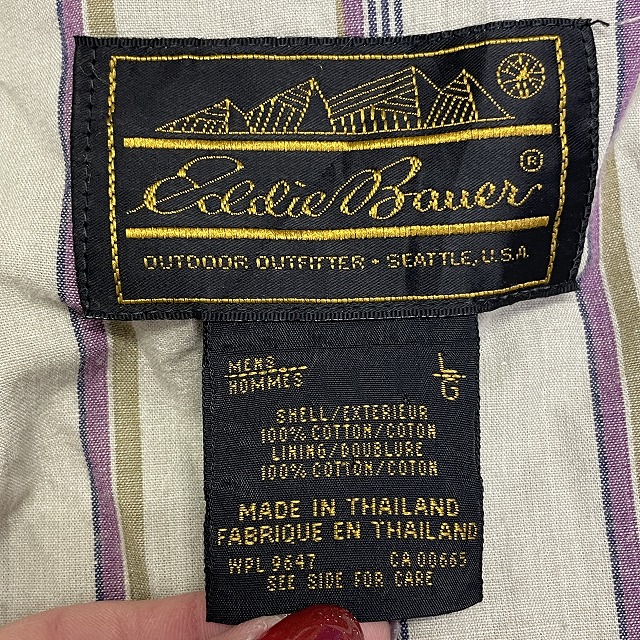 Eddie Bauer®
OUTDOOR OUTFITTER • SEATTLE, U.S.A.
MENS L/G
HOMMES
SHELL/EXTERIEUR
100% COTTON/COTON
LINING/DOUBLURE
100% COTTON/COTON
MADE IN THAILAND
FABRIQUE EN THAILAND
WPL 9647 CA 00665
SEE SIDE FOR CARE